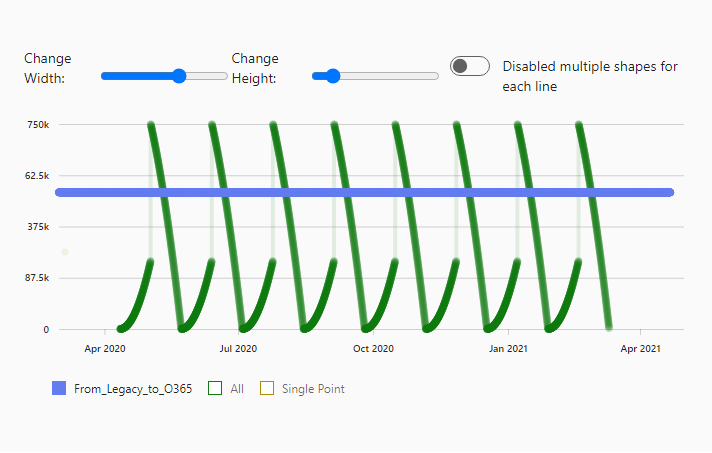 Change
Width:
Change
Height:
Disabled multiple shapes for
each line
750k
62.5k
375k
87.5k
0
Apr 2020
Jul 2020
Oct 2020
Jan 2021
Apr 2021
From_Legacy_to_O365
All
Single Point